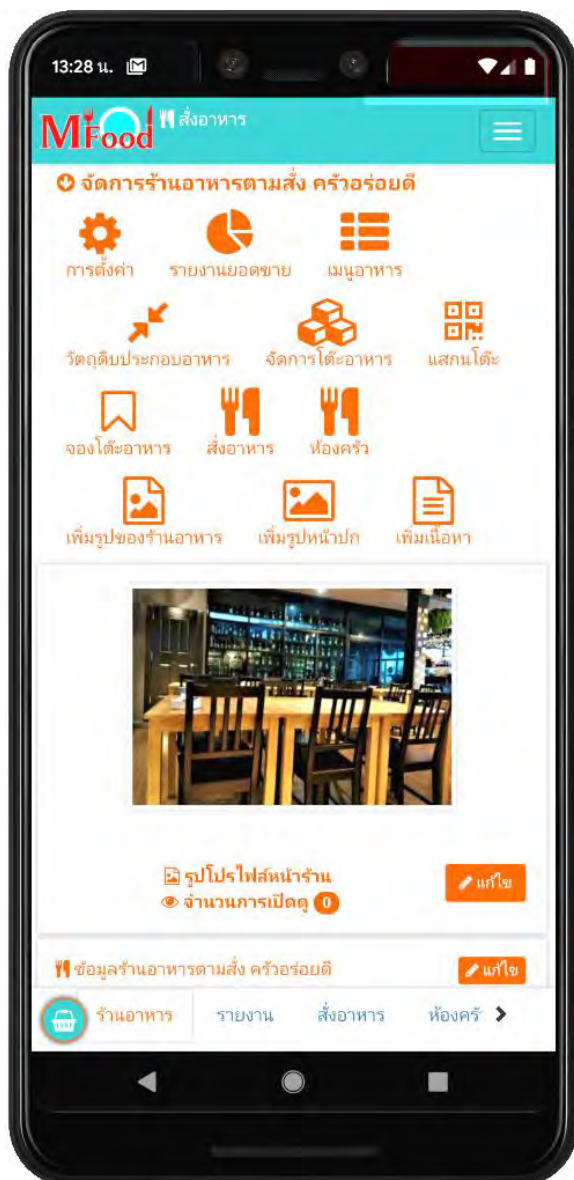 13:28 น.
MFood สั่งอาหาร
จัดการร้านอาหารตามสั่ง ครัวอร่อยดี
การตั้งค่า รายงานยอดขาย เมนูอาหาร
วัตถุดิบประกอบอาหาร จัดการโต๊ะอาหาร แสกนโต๊ะ
จองโต๊ะอาหาร สั่งอาหาร ห้องครัว
เพิ่มรูปของร้านอาหาร เพิ่มรูปหน้าปก เพิ่มเนื้อหา
รูปโปรไฟล์หน้าร้าน
แก้ไข
จำนวนการเปิดดู 0
ข้อมูลร้านอาหารตามสั่ง ครัวอร่อยดี แก้ไข
ร้านอาหาร รายงาน สั่งอาหาร ห้องครั